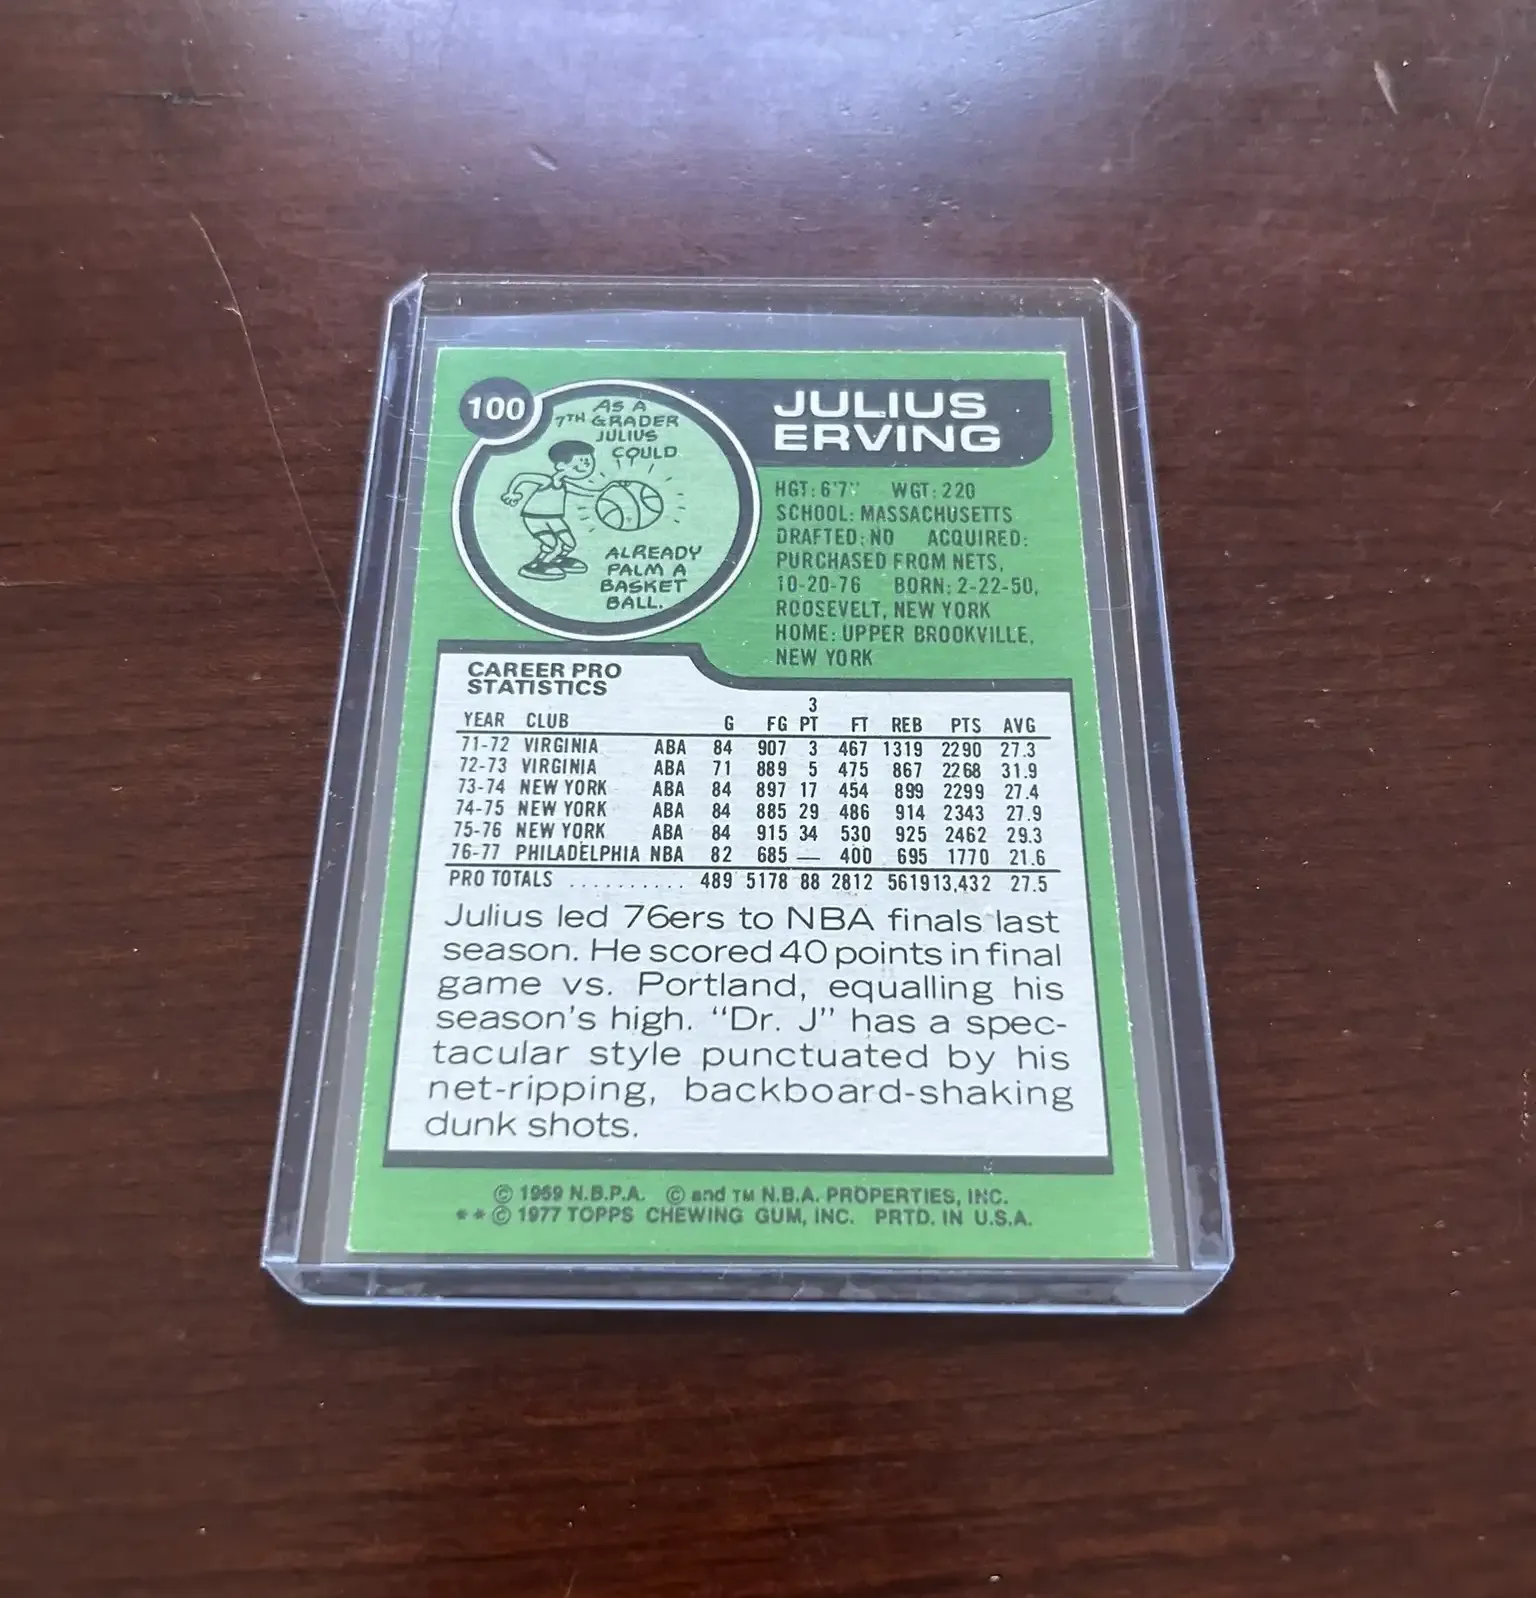 100
AS A
7TH GRADER
JULIUS
COULD
ALREADY
PALM A
BASKET
BALL.
JULIUS
ERVING
HGT: 6'7" WGT: 220
SCHOOL: MASSACHUSETTS
DRAFTED: NO ACQUIRED:
PURCHASED FROM NETS,
10-20-76 BORN: 2-22-50,
ROOSEVELT, NEW YORK
HOME: UPPER BROOKVILLE,
NEW YORK
CAREER PRO
STATISTICS
YEAR CLUB G FG 3 PT FT REB PTS AVG
71-72 VIRGINIA ABA 84 907 3 467 1319 2290 27.3
72-73 VIRGINIA ABA 71 889 5 475 867 2268 31.9
73-74 NEW YORK ABA 84 897 17 454 899 2299 27.4
74-75 NEW YORK ABA 84 885 29 486 914 2343 27.9
75-76 NEW YORK ABA 84 915 34 530 925 2462 29.3
76-77 PHILADELPHIA NBA 82 685 — 400 695 1770 21.6
PRO TOTALS .......... 489 5178 88 2812 5619 13,432 27.5
Julius led 76ers to NBA finals last
season. He scored 40 points in final
game vs. Portland, equalling his
season's high. "Dr. J" has a spec-
tacular style punctuated by his
net-ripping, backboard-shaking
dunk shots.
© 1969 N.B.P.A. © and TM N.B.A. PROPERTIES, INC.
** © 1977 TOPPS CHEWING GUM, INC. PRTD. IN U.S.A.